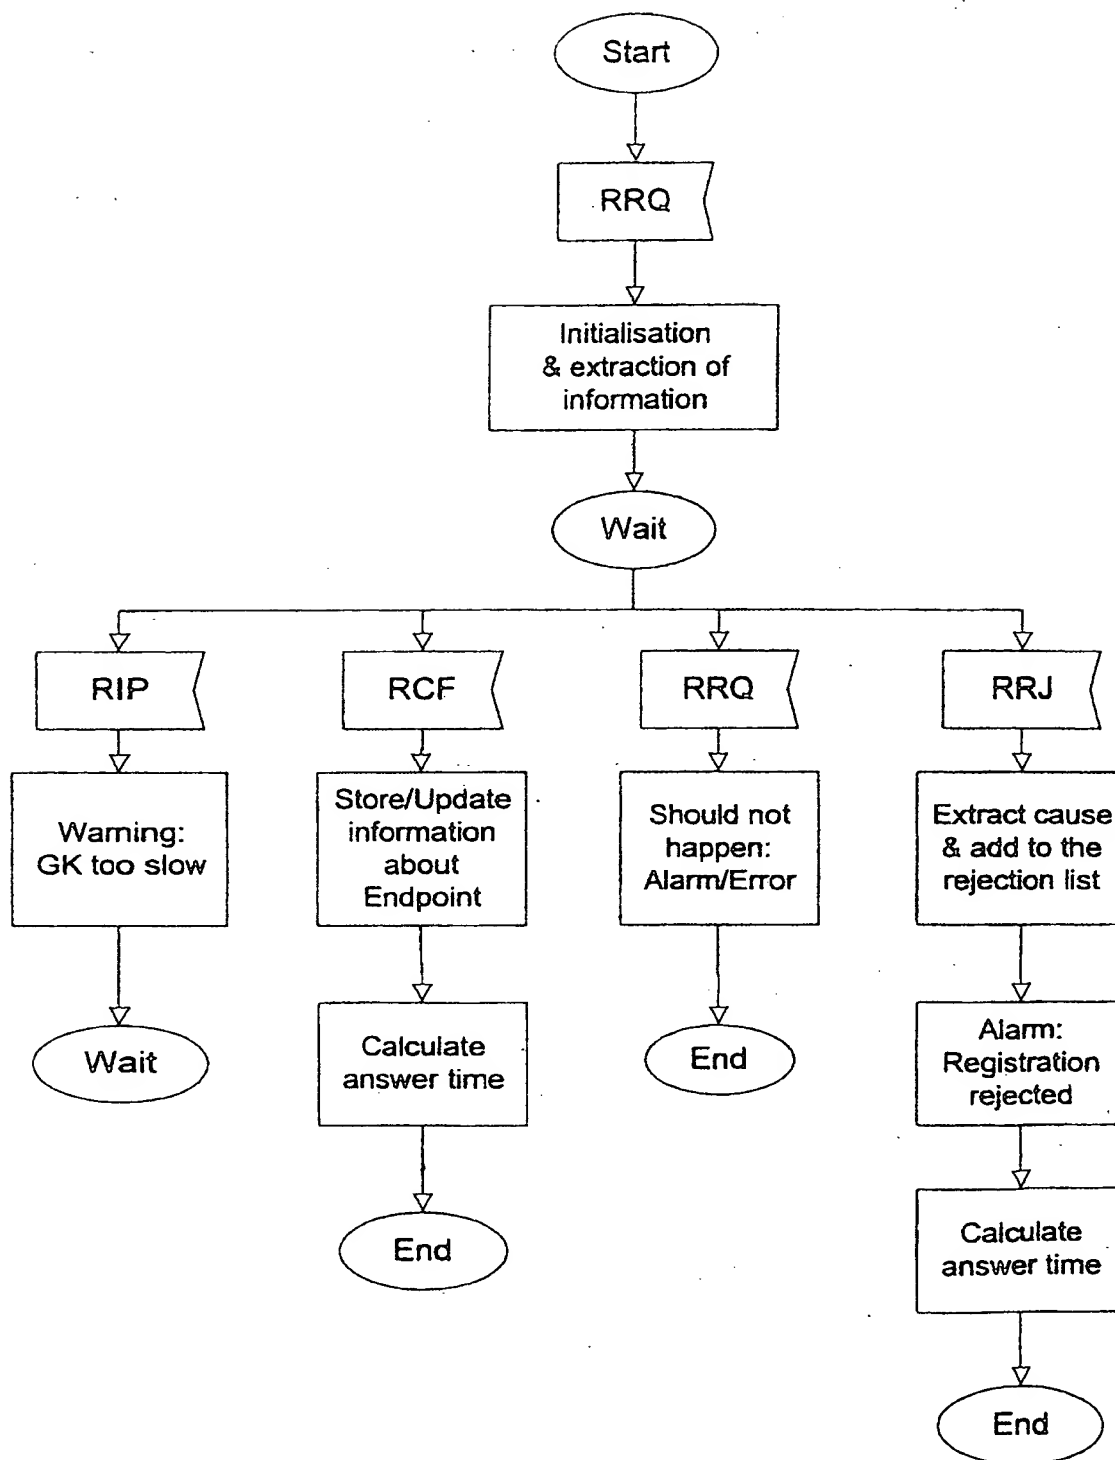 Start
RRQ
Initialisation
& extraction of
information
Wait
RIP
RCF
RRQ
RRJ
Warning:
GK too slow
Store/Update
information
about
Endpoint
Should not
happen:
Alarm/Error
Extract cause
& add to the
rejection list
Wait
Calculate
answer time
End
Alarm:
Registration
rejected
End
Calculate
answer time
End